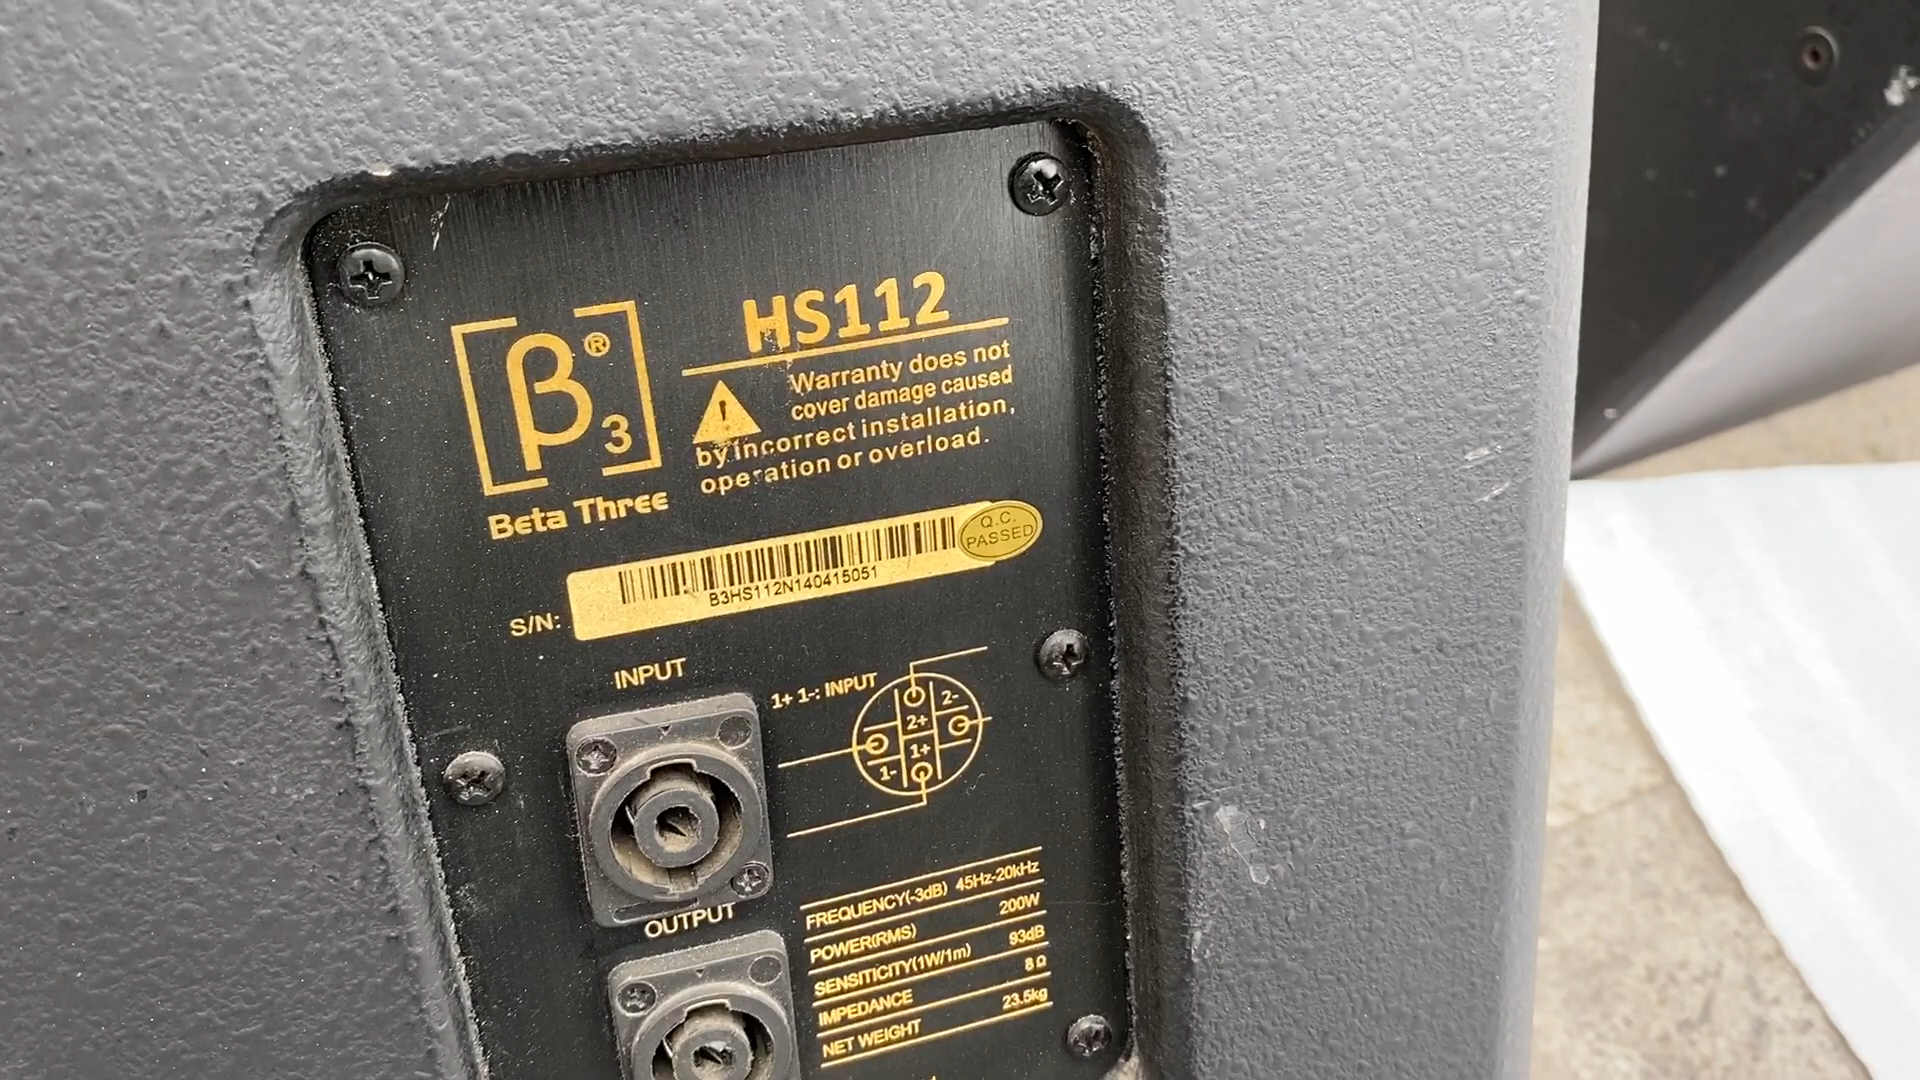 β®
3
Beta Three
HS112
Warranty does not
cover damage caused
by incorrect installation,
operation or overload.
Q.C.
PASSED
B3HS112N140415051
S/N:
INPUT
1+ 1-: INPUT
2-
2+
1+
1-
OUTPUT
FREQUENCY(-3dB) 45Hz-20kHz
POWER(RMS) 200W
SENSITICITY(1W/1m) 93dB
IMPEDANCE 8Ω
NET WEIGHT 23.5kg